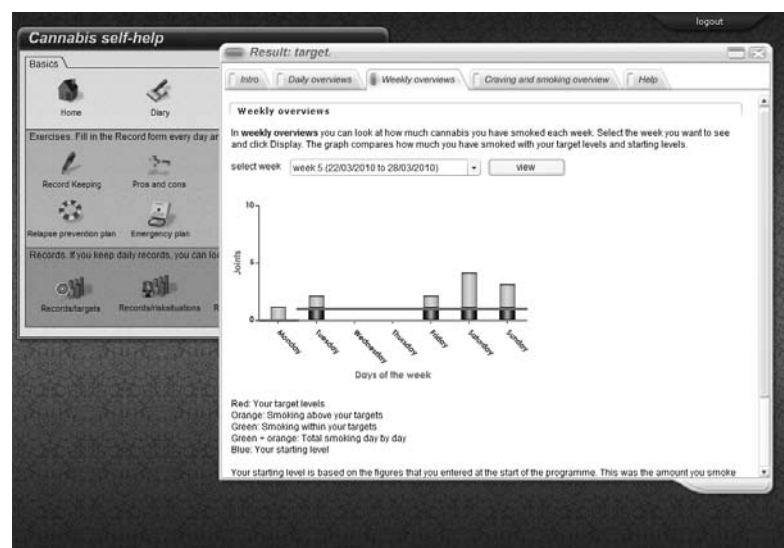 logout
Cannabis self-help
Basics
Home
Diary
Exercises. Fill in the Record form every day ar
Record Keeping
Pros and cons
Relapse prevention plan
Emergency plan
Records. If you keep daily records, you can lo
Records/targets
Records/risksituations
R
Result: target.
Intro
Daily overviews
Weekly overviews
Craving and smoking overview
Help
Weekly overviews
In weekly overviews you can look at how much cannabis you have smoked each week. Select the week you want to see
and click Display. The graph compares how much you have smoked with your target levels and starting levels.
select week week 5 (22/03/2010 to 28/03/2010) view
10
5
0
Joints
Monday
Tuesday
Wednesday
Thursday
Friday
Saturday
Sunday
Days of the week
Red: Your target levels
Orange: Smoking above your targets
Green: Smoking within your targets
Green + orange: Total smoking day by day
Blue: Your starting level
Your starting level is based on the figures that you entered at the start of the programme. This was the amount you smoke